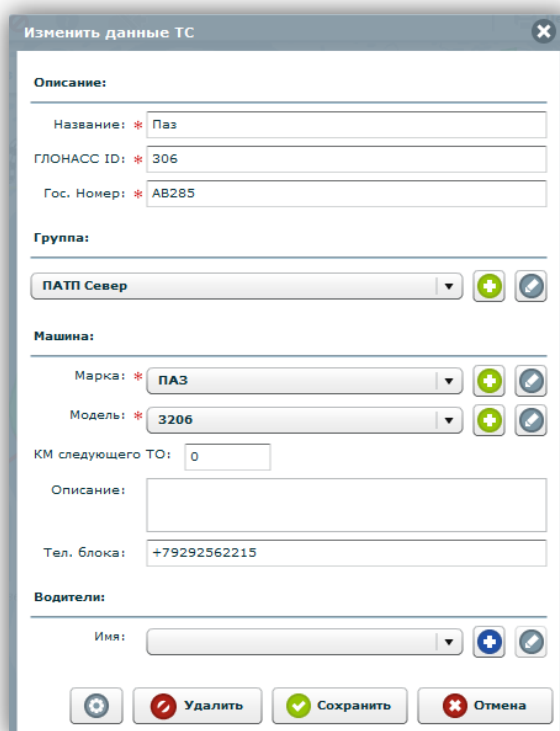 Изменить данные ТС
Описание:
Название: * Паз
ГЛОНАСС ID: * 306
Гос. Номер: * АВ285
Группа:
ПАТП Север
Машина:
Марка: * ПАЗ
Модель: * 3206
КМ следующего ТО: 0
Описание:
Тел. блока: +79292562215
Водители:
Имя:
Удалить Сохранить Отмена